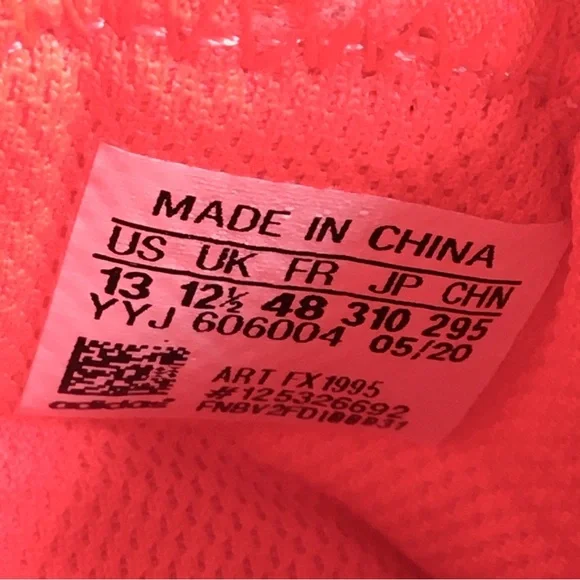 MADE IN CHINA
US UK FR JP CHN
13 12½ 48 310 295
YYJ 606004 05/20
ART FX1995
#125326692
adidas